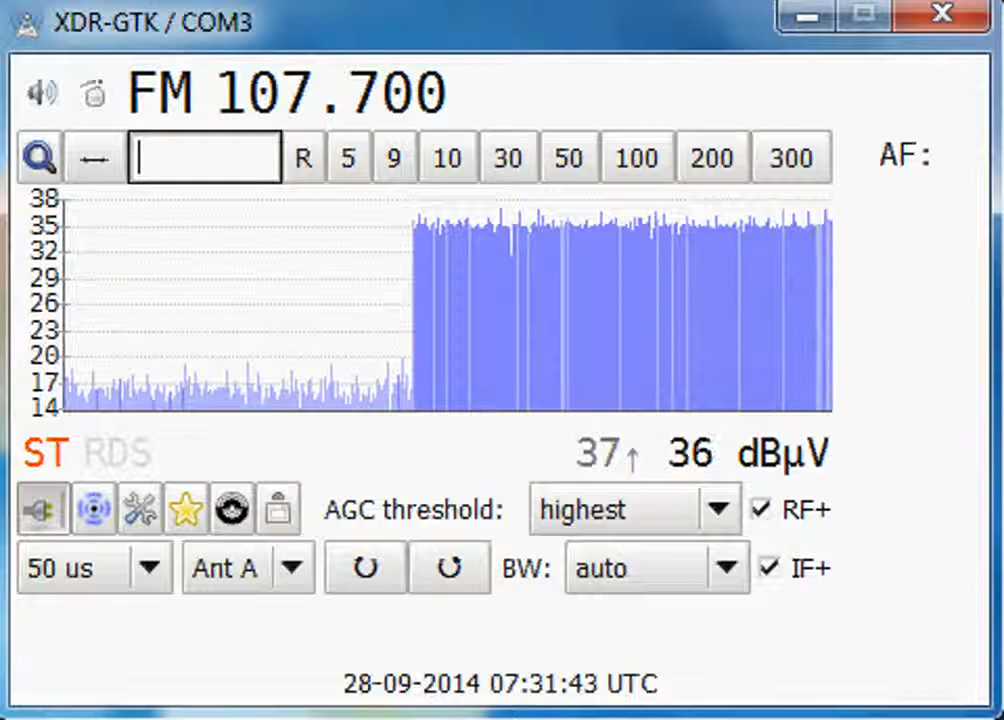 XDR-GTK / COM3
FM 107.700
R 5 9 10 30 50 100 200 300
AF:
38
35
32
29
26
23
20
17
14
ST RDS 37↑ 36 dBµV
AGC threshold: highest RF+
50 us Ant A BW: auto IF+
28-09-2014 07:31:43 UTC